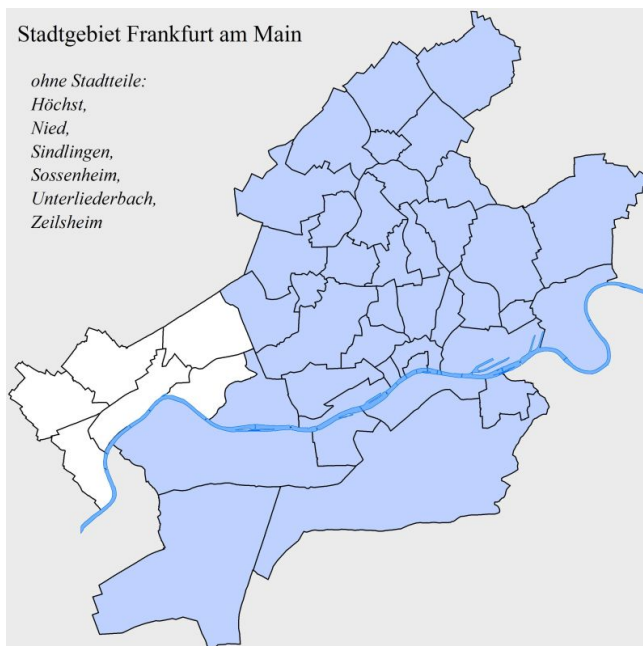 Stadtgebiet Frankfurt am Main
ohne Stadtteile:
Höchst,
Nied,
Sindlingen,
Sossenheim,
Unterliederbach,
Zeilsheim